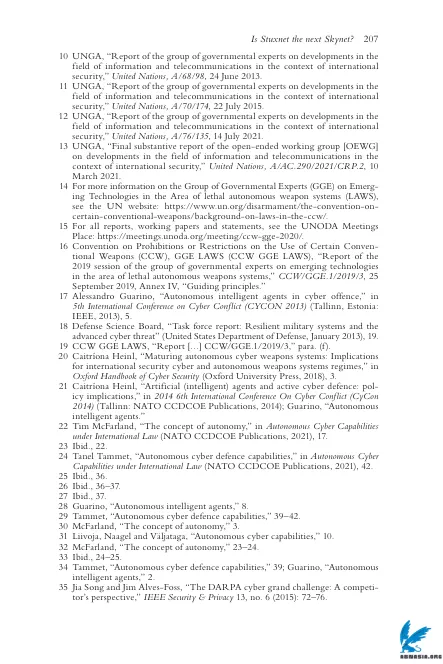 Is Stuxnet the next Skynet? 207
10 UNGA, “Report of the group of governmental experts on developments in the
field of information and telecommunications in the context of international
security,” United Nations, A/68/98, 24 June 2013.
11 UNGA, “Report of the group of governmental experts on developments in the
field of information and telecommunications in the context of international
security,” United Nations, A/70/174, 22 July 2015.
12 UNGA, “Report of the group of governmental experts on developments in the
field of information and telecommunications in the context of international
security,” United Nations, A/76/135, 14 July 2021.
13 UNGA, “Final substantive report of the open-ended working group [OEWG]
on developments in the field of information and telecommunications in the
context of international security,” United Nations, A/AC.290/2021/CRP.2, 10
March 2021.
14 For more information on the Group of Governmental Experts (GGE) on Emerg-
ing Technologies in the Area of lethal autonomous weapon systems (LAWS),
see the UN website: https://www.un.org/disarmament/the-convention-on-
certain-conventional-weapons/background-on-laws-in-the-ccw/.
15 For all reports, working papers and statements, see the UNODA Meetings
Place: https://meetings.unoda.org/meeting/ccw-gge-2020/.
16 Convention on Prohibitions or Restrictions on the Use of Certain Conven-
tional Weapons (CCW), GGE LAWS (CCW GGE LAWS), “Report of the
2019 session of the group of governmental experts on emerging technologies
in the area of lethal autonomous weapons systems,” CCW/GGE.1/2019/3, 25
September 2019, Annex IV, “Guiding principles.”
17 Alessandro Guarino, “Autonomous intelligent agents in cyber offence,” in
5th International Conference on Cyber Conflict (CYCON 2013) (Tallinn, Estonia:
IEEE, 2013), 5.
18 Defense Science Board, “Task force report: Resilient military systems and the
advanced cyber threat” (United States Department of Defense, January 2013), 19.
19 CCW GGE LAWS, “Report […] CCW/GGE.1/2019/3,” para. (f).
20 Caitríona Heinl, “Maturing autonomous cyber weapons systems: Implications
for international security cyber and autonomous weapons systems regimes,” in
Oxford Handbook of Cyber Security (Oxford University Press, 2018), 3.
21 Caitríona Heinl, “Artificial (intelligent) agents and active cyber defence: pol-
icy implications,” in 2014 6th International Conference On Cyber Conflict (CyCon
2014) (Tallinn: NATO CCDCOE Publications, 2014); Guarino, “Autonomous
intelligent agents.”
22 Tim McFarland, “The concept of autonomy,” in Autonomous Cyber Capabilities
under International Law (NATO CCDCOE Publications, 2021), 17.
23 Ibid., 22.
24 Tanel Tammet, “Autonomous cyber defence capabilities,” in Autonomous Cyber
Capabilities under International Law (NATO CCDCOE Publications, 2021), 42.
25 Ibid., 36.
26 Ibid., 36–37.
27 Ibid., 37.
28 Guarino, “Autonomous intelligent agents,” 8.
29 Tammet, “Autonomous cyber defence capabilities,” 39–42.
30 McFarland, “The concept of autonomy,” 3.
31 Liivoja, Naagel and Väljataga, “Autonomous cyber capabilities,” 10.
32 McFarland, “The concept of autonomy,” 23–24.
33 Ibid., 24–25.
34 Tammet, “Autonomous cyber defence capabilities,” 39; Guarino, “Autonomous
intelligent agents,” 2.
35 Jia Song and Jim Alves-Foss, “The DARPA cyber grand challenge: A competi-
tor’s perspective,” IEEE Security & Privacy 13, no. 6 (2015): 72–76.